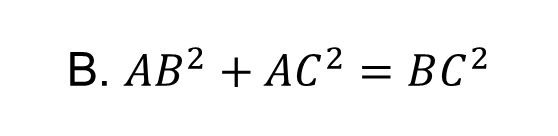 B. AB² + AC² = BC²